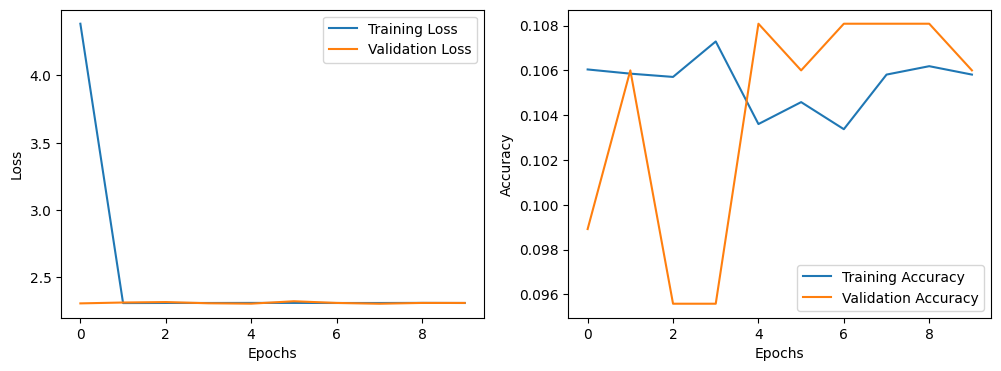 Training Loss
Validation Loss
4.0
3.5
3.0
2.5
Loss
0 2 4 6 8
Epochs
0.108
0.106
0.104
0.102
0.100
0.098
0.096
Accuracy
Training Accuracy
Validation Accuracy
0 2 4 6 8
Epochs